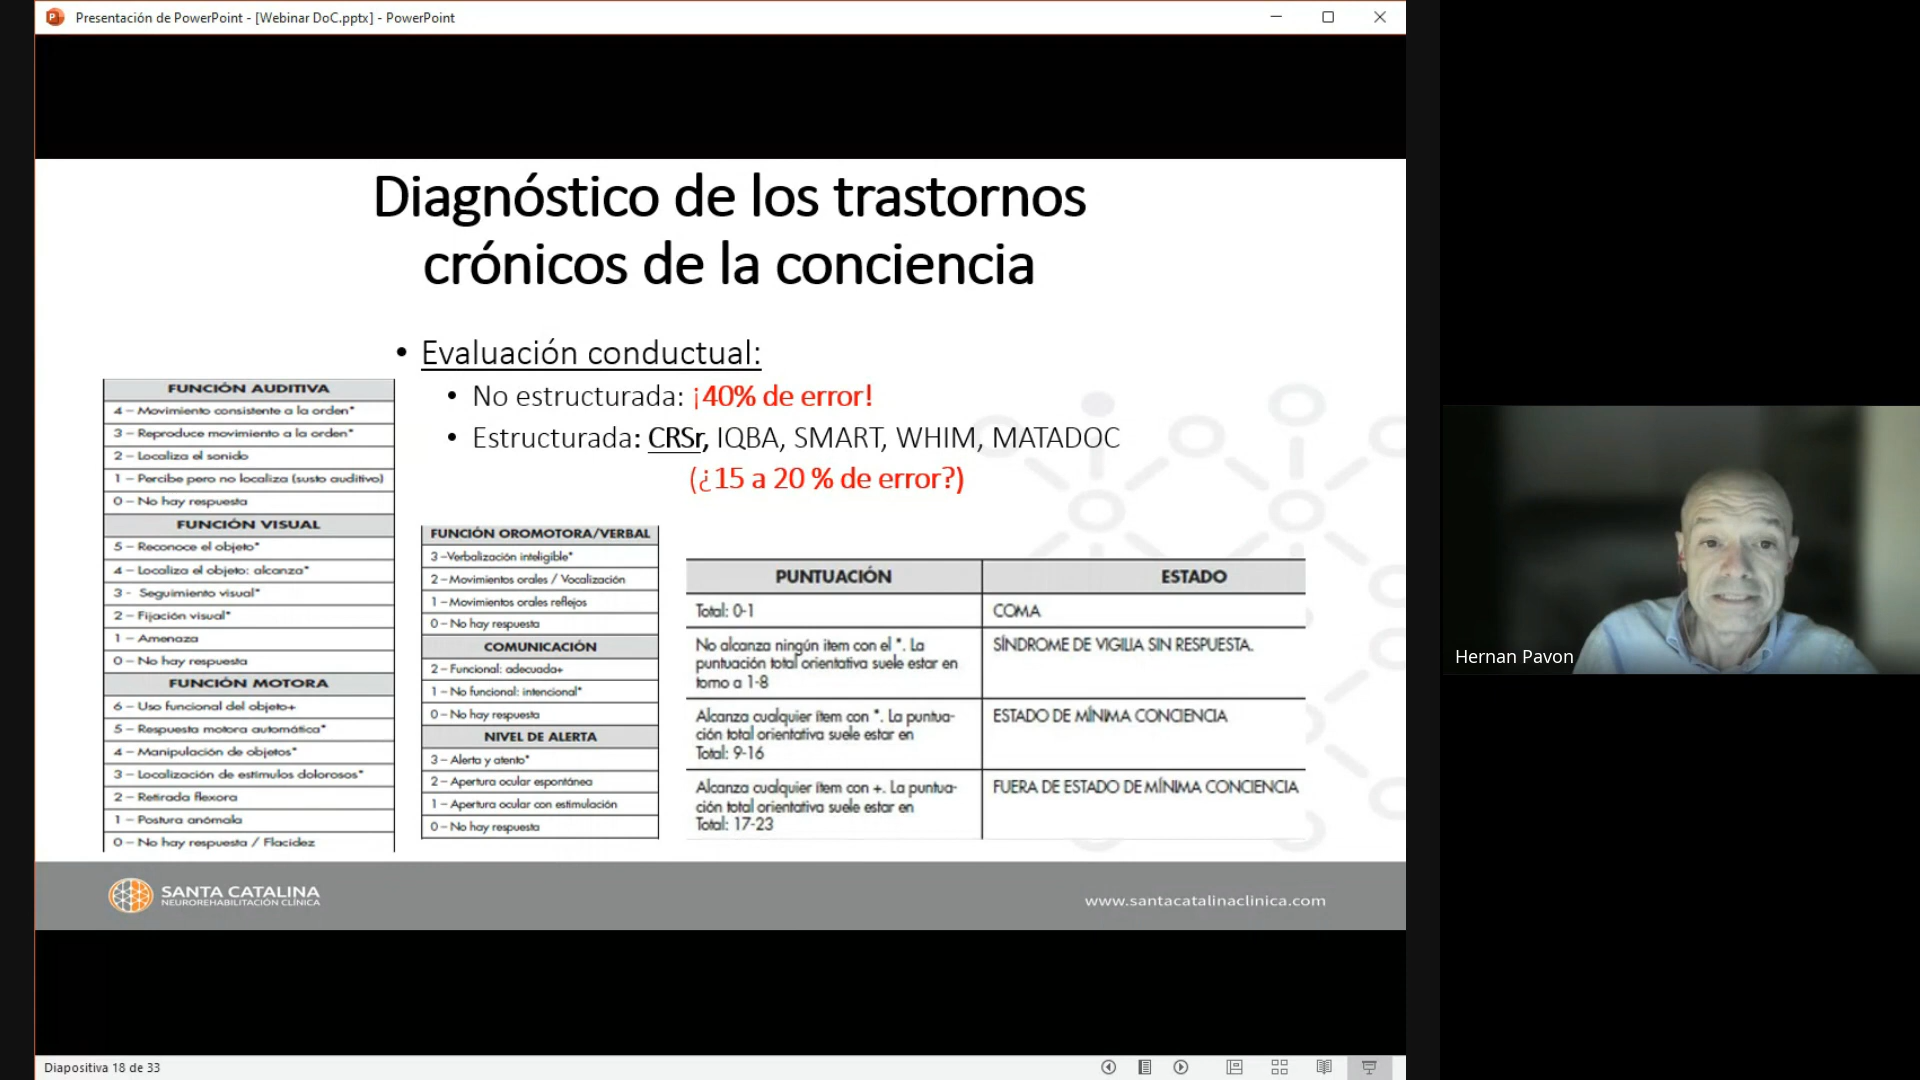 Presentación de PowerPoint - [Webinar DoC.pptx] - PowerPoint
Diagnóstico de los trastornos
crónicos de la conciencia
• Evaluación conductual:
• No estructurada: ¡40% de error!
• Estructurada: CRSr, IQBA, SMART, WHIM, MATADOC
(¿15 a 20 % de error?)
FUNCIÓN AUDITIVA
4 – Movimiento consistente a la orden*
3 – Reproduce movimiento a la orden*
2 – Localiza el sonido
1 – Percibe pero no localiza (susto auditivo)
0 – No hay respuesta
FUNCIÓN VISUAL
5 – Reconoce el objeto*
4 – Localiza el objeto: alcanza*
3 - Seguimiento visual*
2 – Fijación visual*
1 – Amenaza
0 – No hay respuesta
FUNCIÓN MOTORA
6 – Uso funcional del objeto+
5 – Respuesta motora automática*
4 – Manipulación de objetos*
3 – Localización de estímulos dolorosos*
2 – Retirada flexora
1 – Postura anómala
0 – No hay respuesta / Flacidez
FUNCIÓN OROMOTORA/VERBAL
3 –Verbalización inteligible*
2 – Movimientos orales / Vocalización
1 – Movimientos orales reflejos
0 – No hay respuesta
COMUNICACIÓN
2 – Funcional: adecuada+
1 – No funcional: intencional*
0 – No hay respuesta
NIVEL DE ALERTA
3 – Alerta y atento*
2 – Apertura ocular espontánea
1 – Apertura ocular con estimulación
0 – No hay respuesta
PUNTUACIÓN ESTADO
Total: 0-1 COMA
No alcanza ningún ítem con el *. La SÍNDROME DE VIGILIA SIN RESPUESTA.
puntuación total orientativa suele estar en
torno a 1-8
Alcanza cualquier ítem con *. La puntua- ESTADO DE MÍNIMA CONCIENCIA
ción total orientativa suele estar en
Total: 9-16
Alcanza cualquier ítem con +. La puntua- FUERA DE ESTADO DE MÍNIMA CONCIENCIA
ción total orientativa suele estar en
Total: 17-23
SANTA CATALINA
NEUROREHABILITACIÓN CLÍNICA
www.santacatalinaclinica.com
Diapositiva 18 de 33
Hernan Pavon